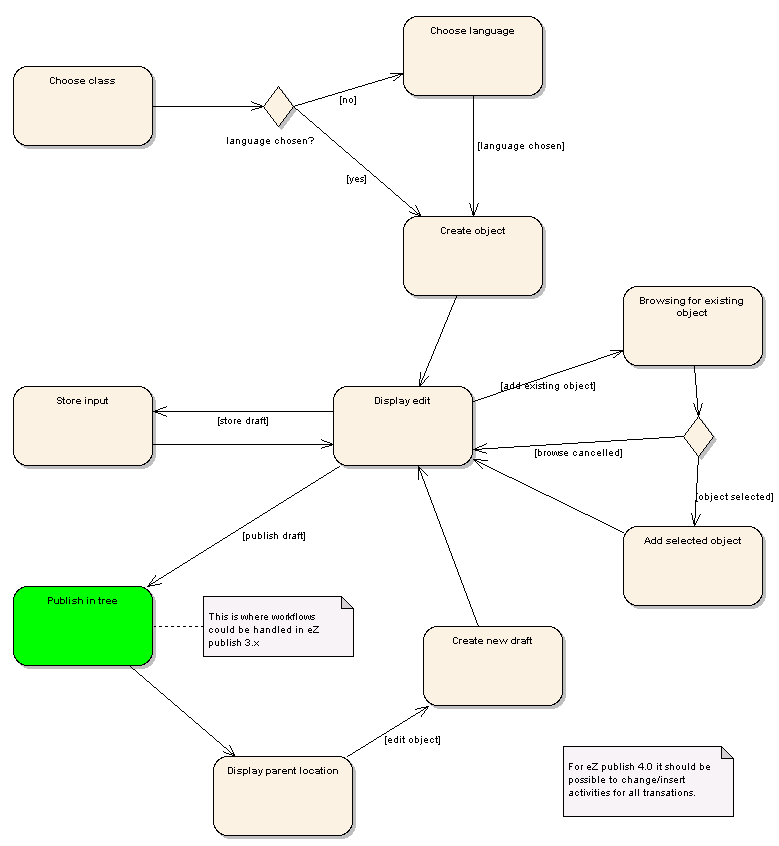 Choose language
Choose class
[no]
language chosen?
[language chosen]
[yes]
Create object
Browsing for existing
object
[add existing object]
Store input
Display edit
[store draft]
[browse cancelled]
[object selected]
[publish draft]
Add selected object
Publish in tree
This is where workflows
could be handled in eZ
publish 3.x
Create new draft
[edit object]
Display parent location
For eZ publish 4.0 it should be
possible to change/insert
activities for all transations.